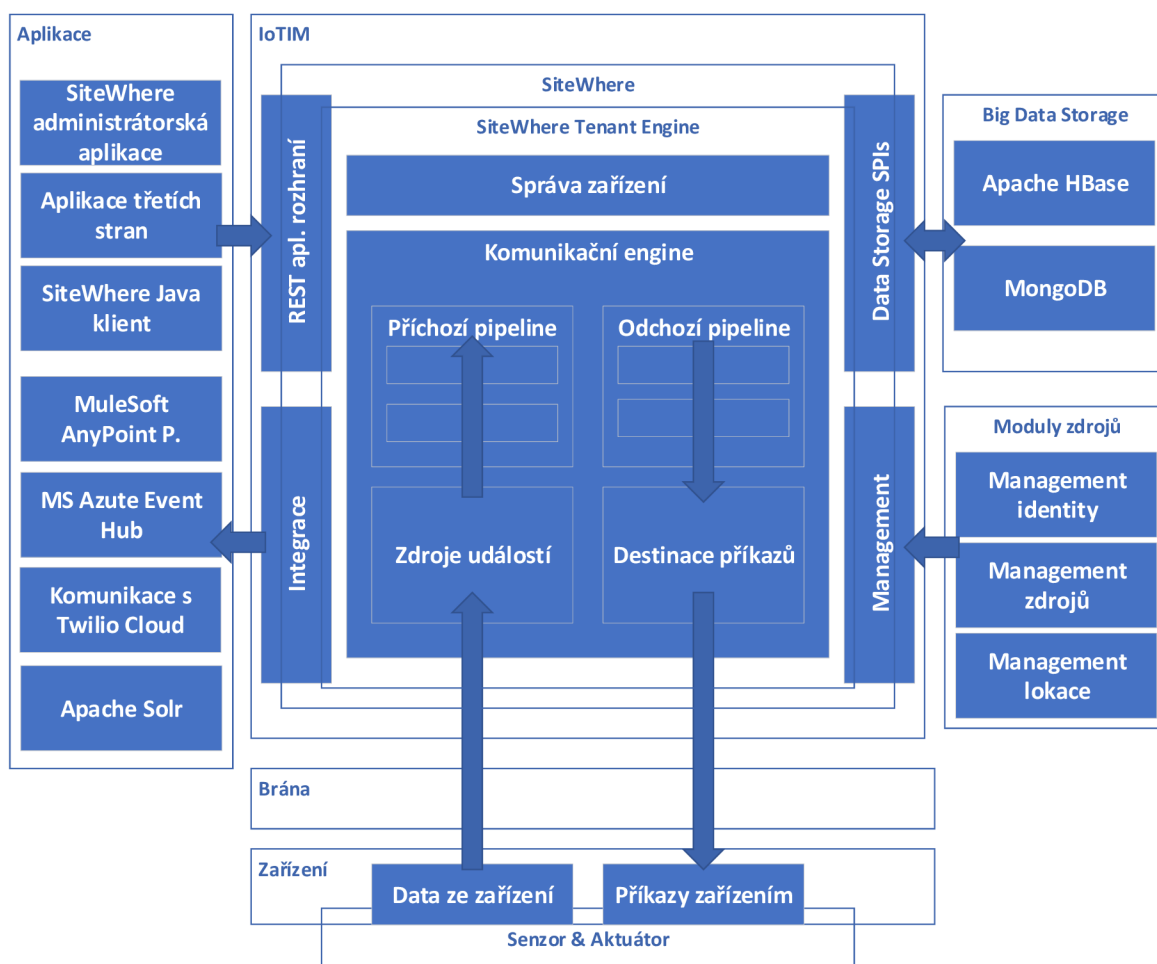 Aplikace
SiteWhere
administrátorská
aplikace
Aplikace třetích
stran
SiteWhere Java
klient
MuleSoft
AnyPoint P.
MS Azute Event
Hub
Komunikace s
Twilio Cloud
Apache Solr
IoTIM
SiteWhere
SiteWhere Tenant Engine
REST apl. rozhraní
Integrace
Správa zařízení
Komunikační engine
Příchozí pipeline
Odchozí pipeline
Zdroje událostí
Destinace příkazů
Data Storage SPIs
Management
Big Data Storage
Apache HBase
MongoDB
Moduly zdrojů
Management
identity
Management
zdrojů
Management
lokace
Brána
Zařízení
Data ze zařízení
Příkazy zařízením
Senzor & Aktuátor